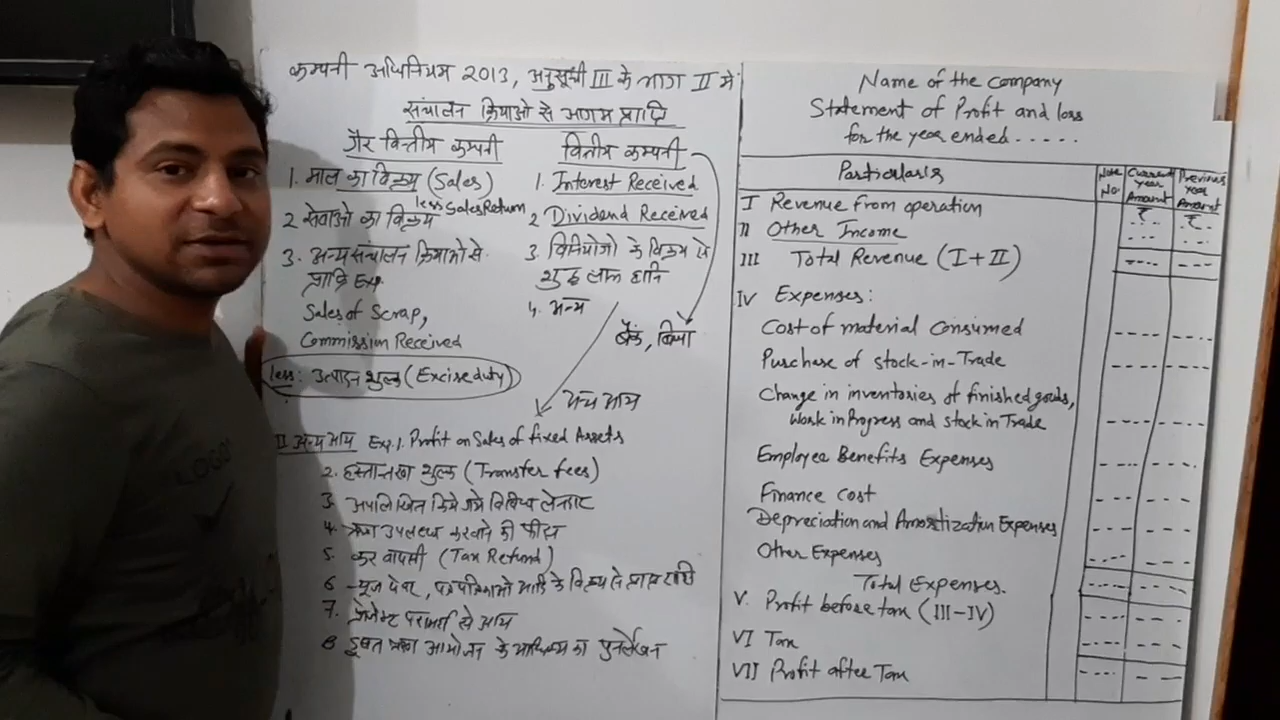 कम्पनी अधिनियम 2013, अनुसूची III के भाग II में
संचालन क्रियाओ से आगम प्राप्ति
गैर वित्तीय कम्पनी
1. माल का विक्रय (Sales)
less Sales Return
2 सेवाओ का विक्रय
3. अन्य संचालन क्रियाओ से
प्राप्ति Exp.
Sales of Scrap,
Commission Received
less: उत्पादन शुल्क (Excise duty)
वित्तीय कम्पनी
1. Interest Received
2 Dividend Received
3. विनियोगो के विक्रय से
शुद्ध लाभ हानि
4. अन्य
बैंक, बिमा
अन्य आय
II अन्य आय Exp. 1. Profit on Sales of fixed Assets
2. हस्तान्तरण शुल्क (Transfer fees)
3. अपलिखित किये गये विविध लेनदार
4. ऋण उपलब्ध करवाने की फीस
5. कर वापसी (Tax Refund)
6 न्यूज पेपर, पत्र पत्रिकाओ आदि के विक्रय से प्राप्त राशि
7. प्रोजेक्ट परामर्श से आय
8 डूबत ऋण आयोजन के आधिक्य का पुनर्लेखन
Name of the Company
Statement of Profit and loss
for the year ended.....
Particulars
Note No
Current year Amount ₹
Previous year Amount ₹
I Revenue from operation
II Other Income
III Total Revenue (I+II)
IV Expenses:
Cost of material Consumed
Purchase of stock-in-Trade
Change in inventories of finished goods,
Work in Progress and stock in Trade
Employee Benefits Expenses
Finance cost
Depreciation and Amostization Expenses
Other Expenses
Total Expenses.
V. Profit before tax (III-IV)
VI Tax
VII Profit after Tax